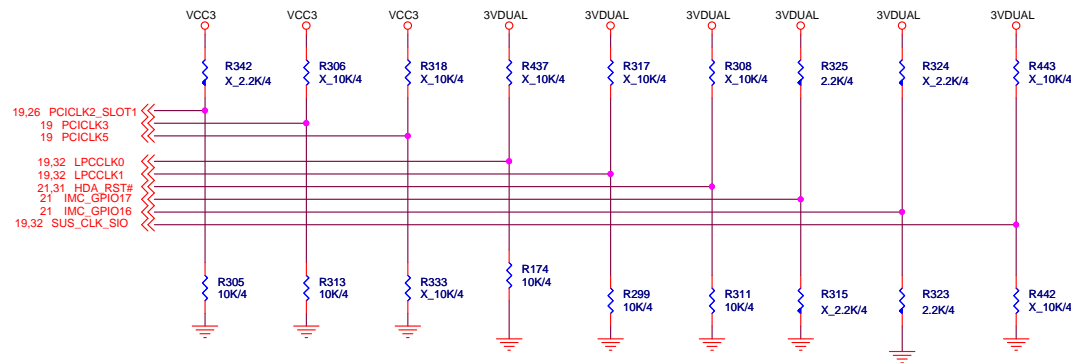 VCC3 VCC3 VCC3 3VDUAL 3VDUAL 3VDUAL 3VDUAL 3VDUAL 3VDUAL
R342 R306 R318 R437 R317 R308 R325 R324 R443
X_2.2K/4 X_10K/4 X_10K/4 X_10K/4 X_10K/4 X_10K/4 2.2K/4 X_2.2K/4 X_10K/4
19,26 PCICLK2_SLOT1
19 PCICLK3
19 PCICLK5
19,32 LPCCLK0
19,32 LPCCLK1
21,31 HDA_RST#
21 IMC_GPIO17
21 IMC_GPIO16
19,32 SUS_CLK_SIO
R305 R313 R333 R174 R299 R311 R315 R323 R442
10K/4 10K/4 X_10K/4 10K/4 10K/4 10K/4 X_2.2K/4 2.2K/4 X_10K/4